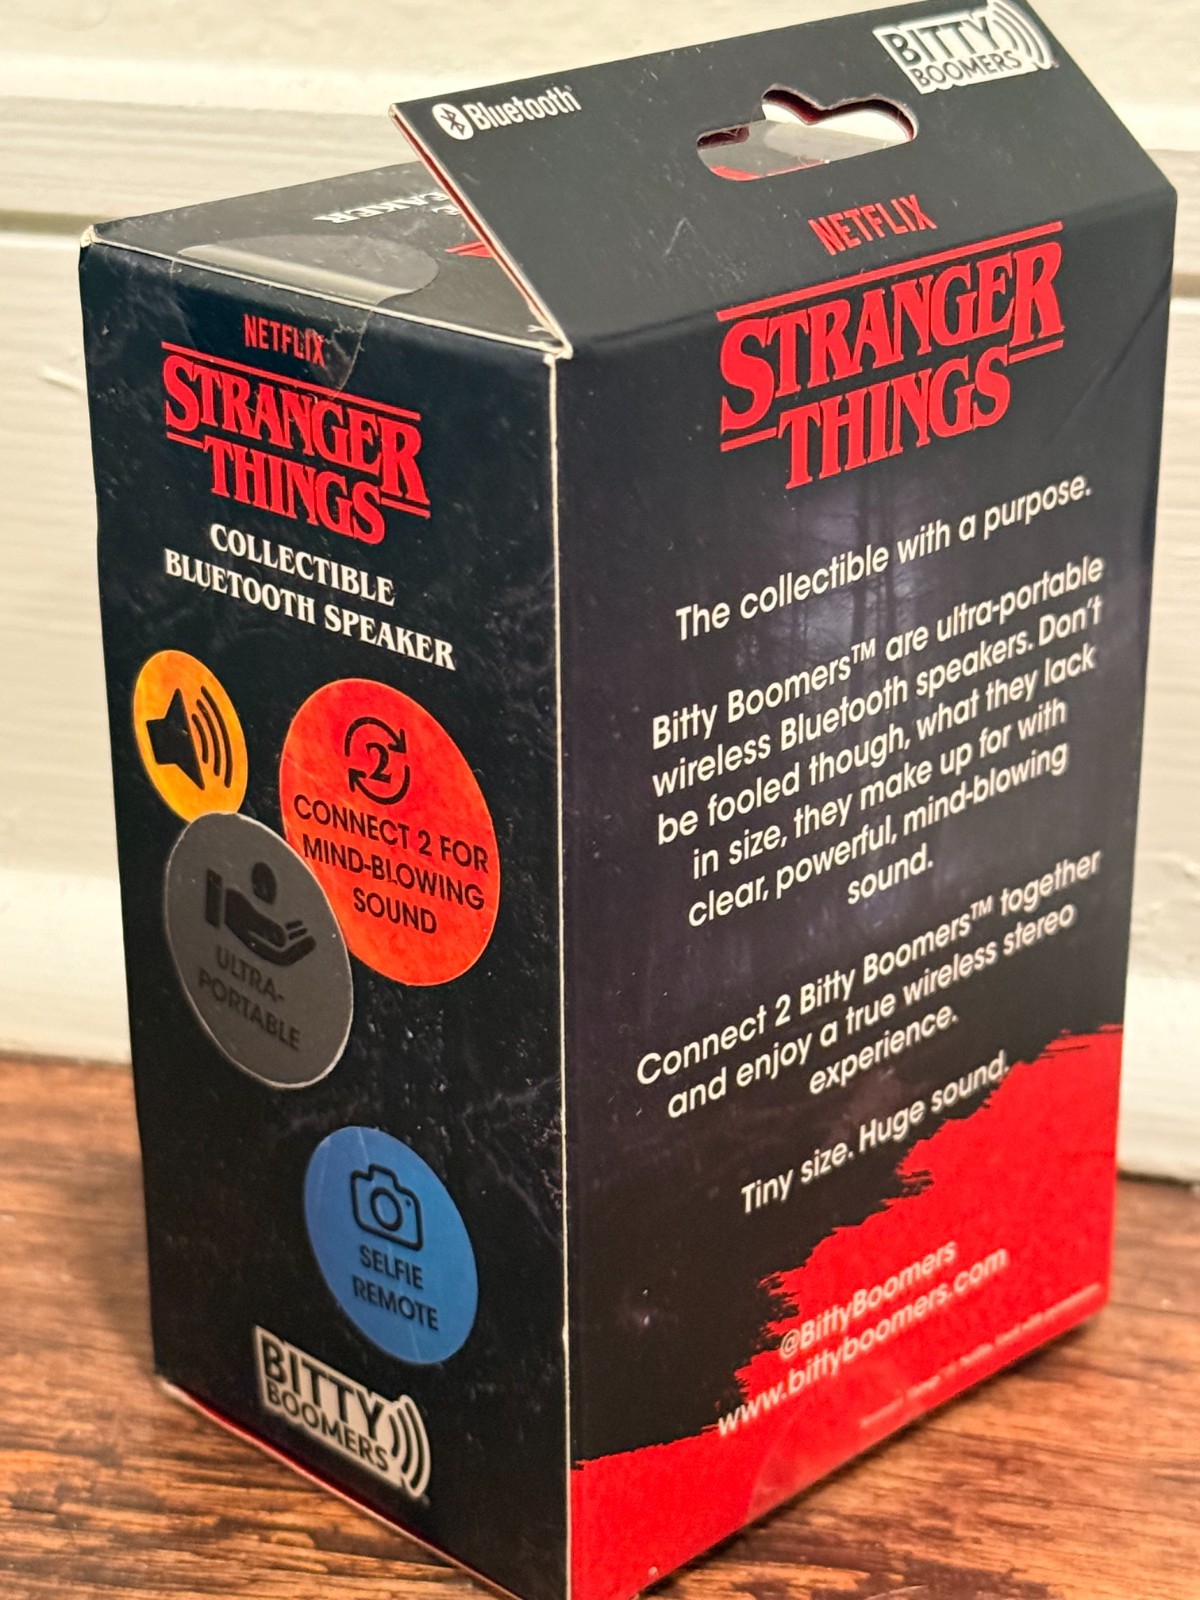 Bluetooth
BITTY
BOOMERS
NETFLIX
STRANGER
THINGS
COLLECTIBLE
BLUETOOTH SPEAKER
2
CONNECT 2 FOR
MIND-BLOWING
SOUND
ULTRA-
PORTABLE
SELFIE
REMOTE
BITTY
BOOMERS
NETFLIX
STRANGER
THINGS
The collectible with a purpose.
Bitty Boomers™ are ultra-portable
wireless Bluetooth speakers. Don't
be fooled though, what they lack
in size, they make up for with
clear, powerful, mind-blowing
sound.
Connect 2 Bitty Boomers™ together
and enjoy a true wireless stereo
experience.
Tiny size. Huge sound.
@BittyBoomers
www.bittyboomers.com